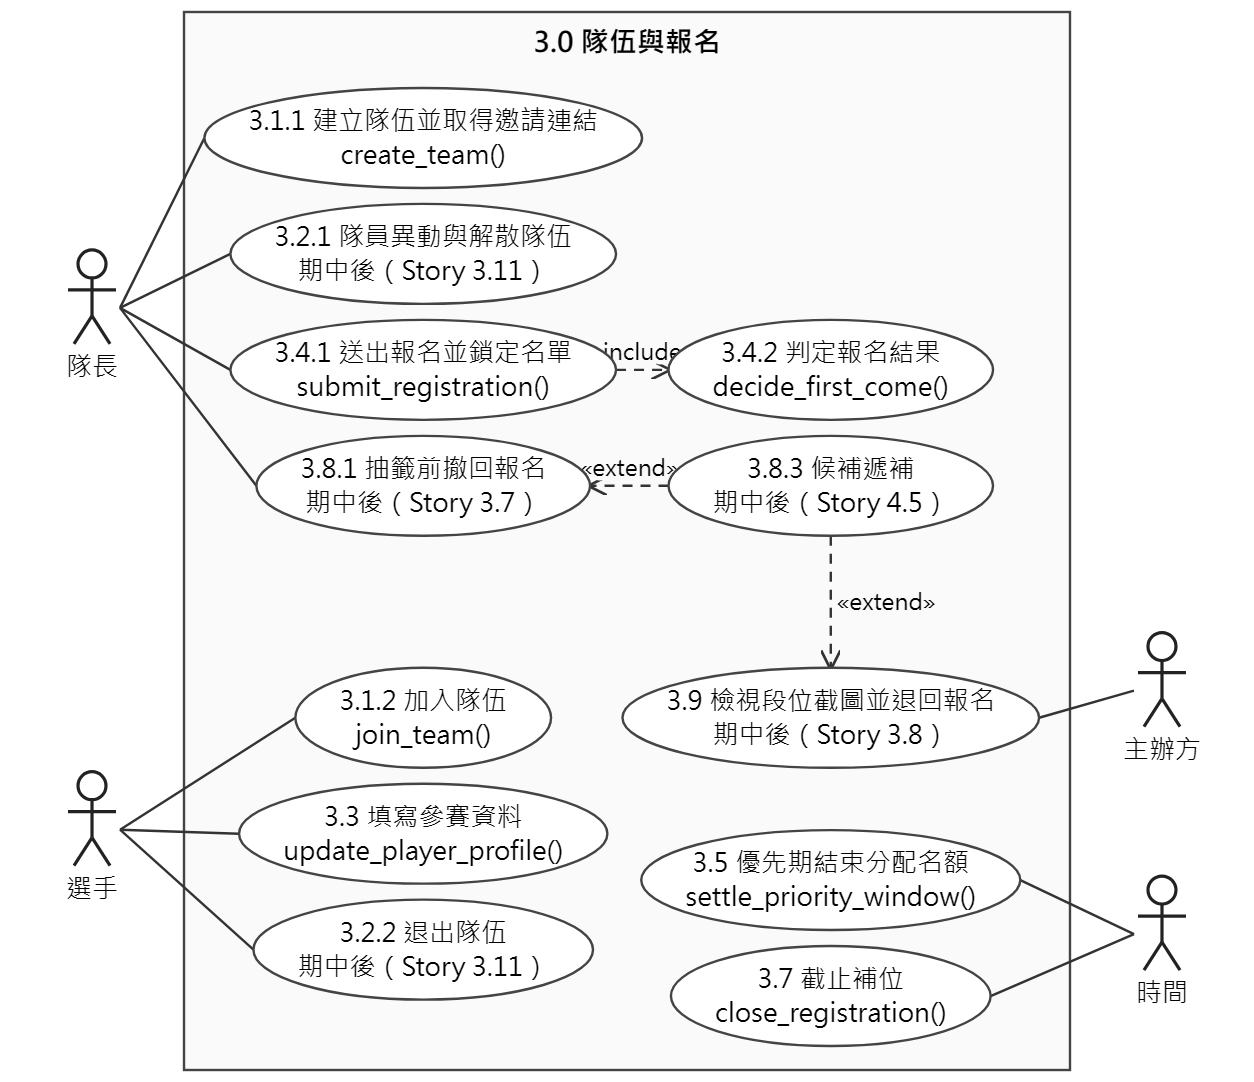 3.0 隊伍與報名
3.1.1 建立隊伍並取得邀請連結
create_team()
3.2.1 隊員異動與解散隊伍
期中後（Story 3.11）
隊長
3.4.1 送出報名並鎖定名單
submit_registration()
include
3.4.2 判定報名結果
decide_first_come()
3.8.1 抽籤前撤回報名
期中後（Story 3.7）
«extend»
3.8.3 候補遞補
期中後（Story 4.5）
«extend»
3.9 檢視段位截圖並退回報名
期中後（Story 3.8）
主辦方
3.1.2 加入隊伍
join_team()
選手
3.3 填寫參賽資料
update_player_profile()
3.5 優先期結束分配名額
settle_priority_window()
3.2.2 退出隊伍
期中後（Story 3.11）
3.7 截止補位
close_registration()
時間